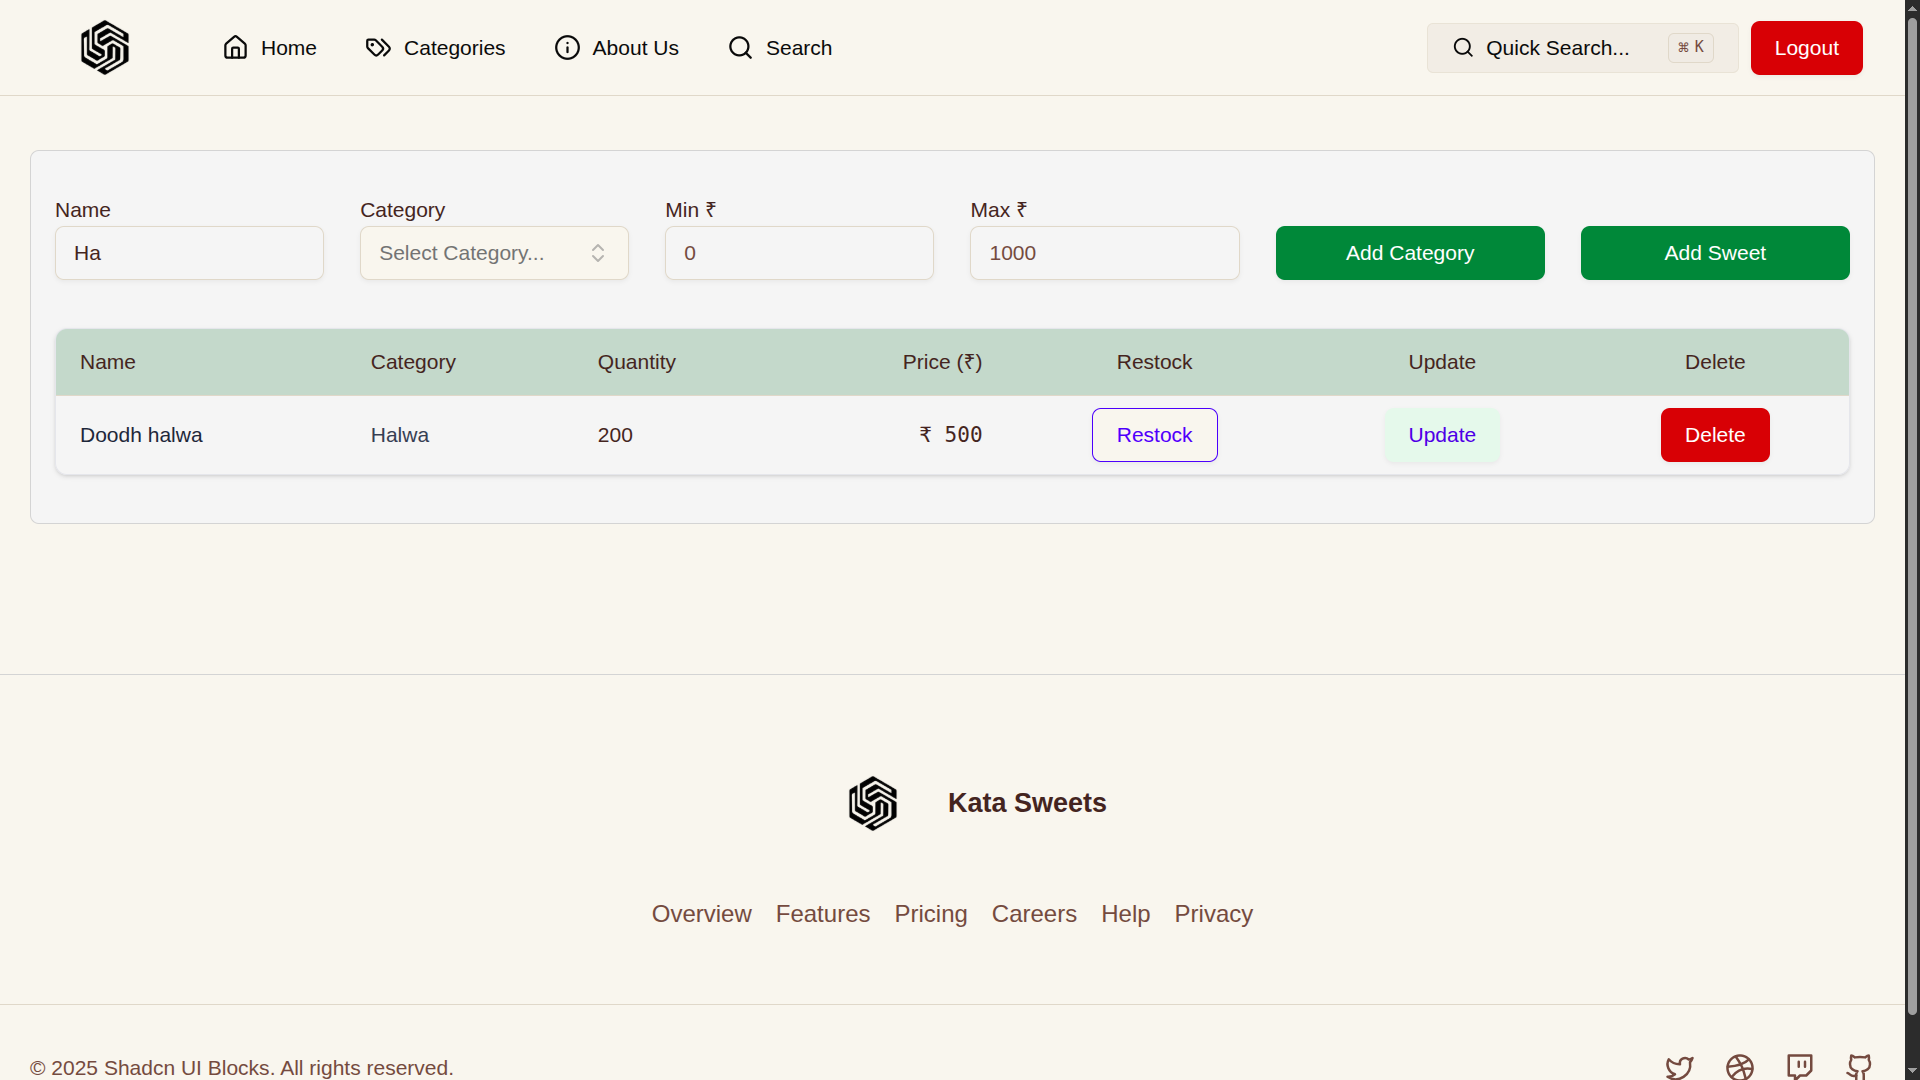 Home Categories About Us Search Quick Search... ⌘ K Logout
Name Category Min ₹ Max ₹
Ha Select Category... 0 1000 Add Category Add Sweet
Name Category Quantity Price (₹) Restock Update Delete
Doodh halwa Halwa 200 ₹ 500 Restock Update Delete
Kata Sweets
Overview Features Pricing Careers Help Privacy
© 2025 Shadcn UI Blocks. All rights reserved.